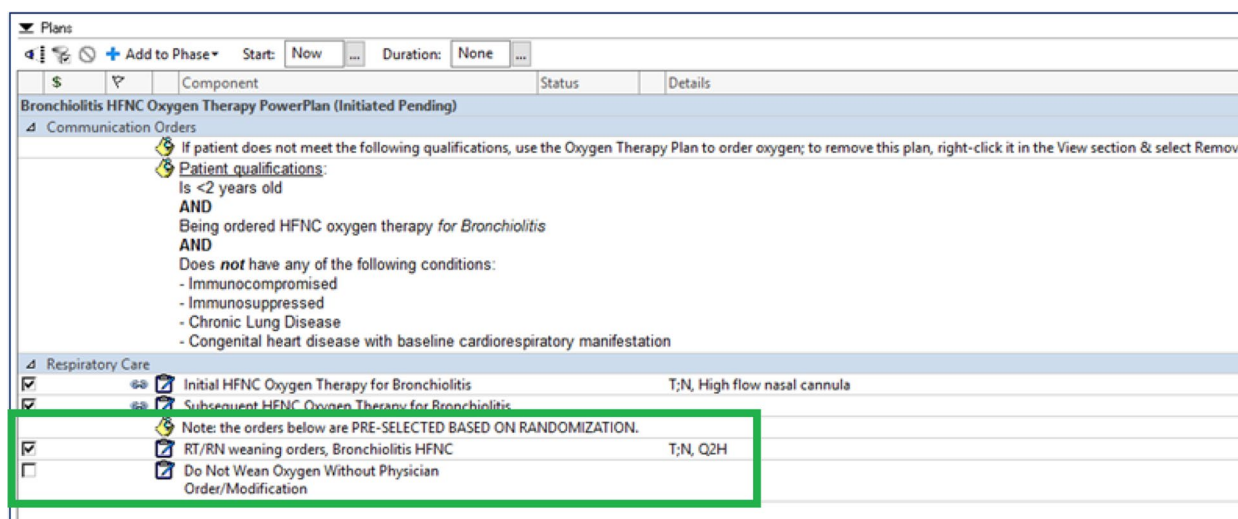 Plans
Add to Phase Start: Now ... Duration: None ...
$ Component Status Details
Bronchiolitis HFNC Oxygen Therapy PowerPlan (Initiated Pending)
Communication Orders
If patient does not meet the following qualifications, use the Oxygen Therapy Plan to order oxygen; to remove this plan, right-click it in the View section & select Remov
Patient qualifications:
Is <2 years old
AND
Being ordered HFNC oxygen therapy for Bronchiolitis
AND
Does not have any of the following conditions:
- Immunocompromised
- Immunosuppressed
- Chronic Lung Disease
- Congenital heart disease with baseline cardiorespiratory manifestation
Respiratory Care
Initial HFNC Oxygen Therapy for Bronchiolitis T;N, High flow nasal cannula
Subsequent HFNC Oxygen Therapy for Bronchiolitis
Note: the orders below are PRE-SELECTED BASED ON RANDOMIZATION.
RT/RN weaning orders, Bronchiolitis HFNC T;N, Q2H
Do Not Wean Oxygen Without Physician
Order/Modification